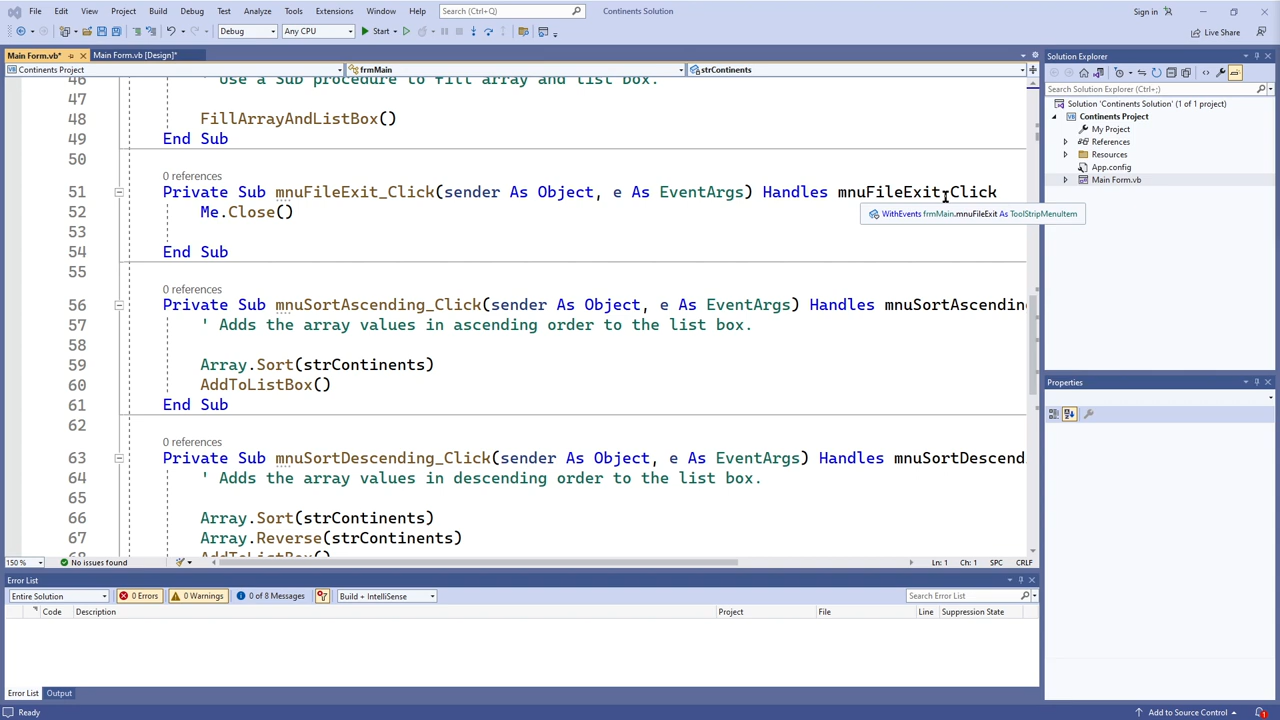 File Edit View Git Project Build Debug Test Analyze Tools Extensions Window Help Search (Ctrl+Q) Continents Solution Sign in
Debug Any CPU Start Live Share
Main Form.vb* Main Form.vb [Design]*
Continents Project frmMain strContinents
46 ' Use a Sub procedure to fill array and list box.
47
48 FillArrayAndListBox()
49 End Sub
50
0 references
51 Private Sub mnuFileExit_Click(sender As Object, e As EventArgs) Handles mnuFileExit.Click
52 Me.Close()
WithEvents frmMain.mnuFileExit As ToolStripMenuItem
53
54 End Sub
55
0 references
56 Private Sub mnuSortAscending_Click(sender As Object, e As EventArgs) Handles mnuSortAscending
57 ' Adds the array values in ascending order to the list box.
58
59 Array.Sort(strContinents)
60 AddToListBox()
61 End Sub
62
0 references
63 Private Sub mnuSortDescending_Click(sender As Object, e As EventArgs) Handles mnuSortDescend
64 ' Adds the array values in descending order to the list box.
65
66 Array.Sort(strContinents)
67 Array.Reverse(strContinents)
68 AddToListBox()
150 % No issues found Ln: 1 Ch: 1 SPC CRLF
Error List
Entire Solution 0 Errors 0 Warnings 0 of 8 Messages Build + IntelliSense Search Error List
Code Description Project File Line Suppression State
Error List Output
Ready Add to Source Control 1
Solution Explorer
Search Solution Explorer (Ctrl+;)
Solution 'Continents Solution' (1 of 1 project)
VB Continents Project
My Project
References
Resources
App.config
VB Main Form.vb
Properties